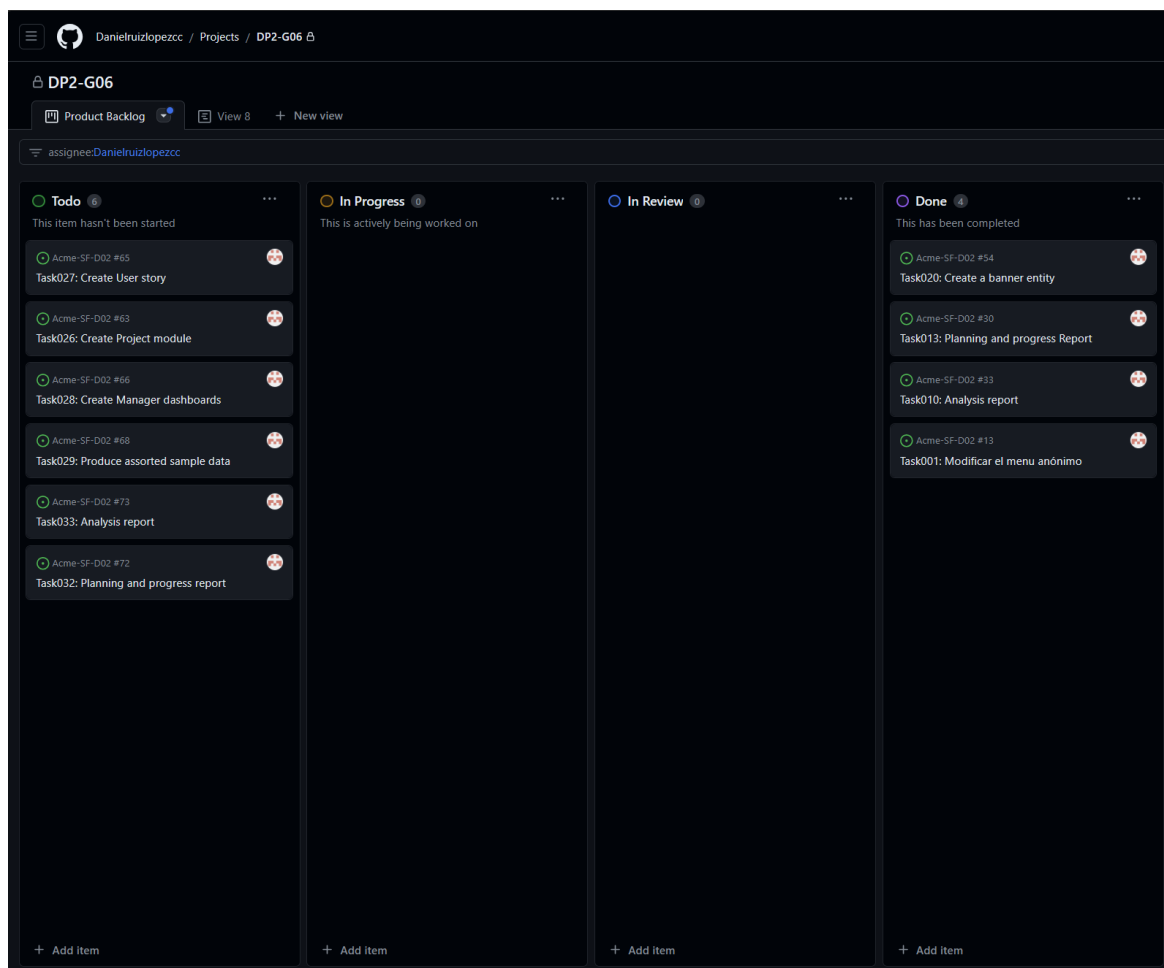 Danielruizlopezcc / Projects / DP2-G06
DP2-G06
Product Backlog View 8 + New view
assignee:Danielruizlopezcc
Todo 6 ...
This item hasn't been started
Acme-SF-D02 #65
Task027: Create User story
Acme-SF-D02 #63
Task026: Create Project module
Acme-SF-D02 #66
Task028: Create Manager dashboards
Acme-SF-D02 #68
Task029: Produce assorted sample data
Acme-SF-D02 #73
Task033: Analysis report
Acme-SF-D02 #72
Task032: Planning and progress report
+ Add item
In Progress 0 ...
This is actively being worked on
+ Add item
In Review 0 ...
+ Add item
Done 4 ...
This has been completed
Acme-SF-D02 #54
Task020: Create a banner entity
Acme-SF-D02 #30
Task013: Planning and progress Report
Acme-SF-D02 #33
Task010: Analysis report
Acme-SF-D02 #13
Task001: Modificar el menu anónimo
+ Add item